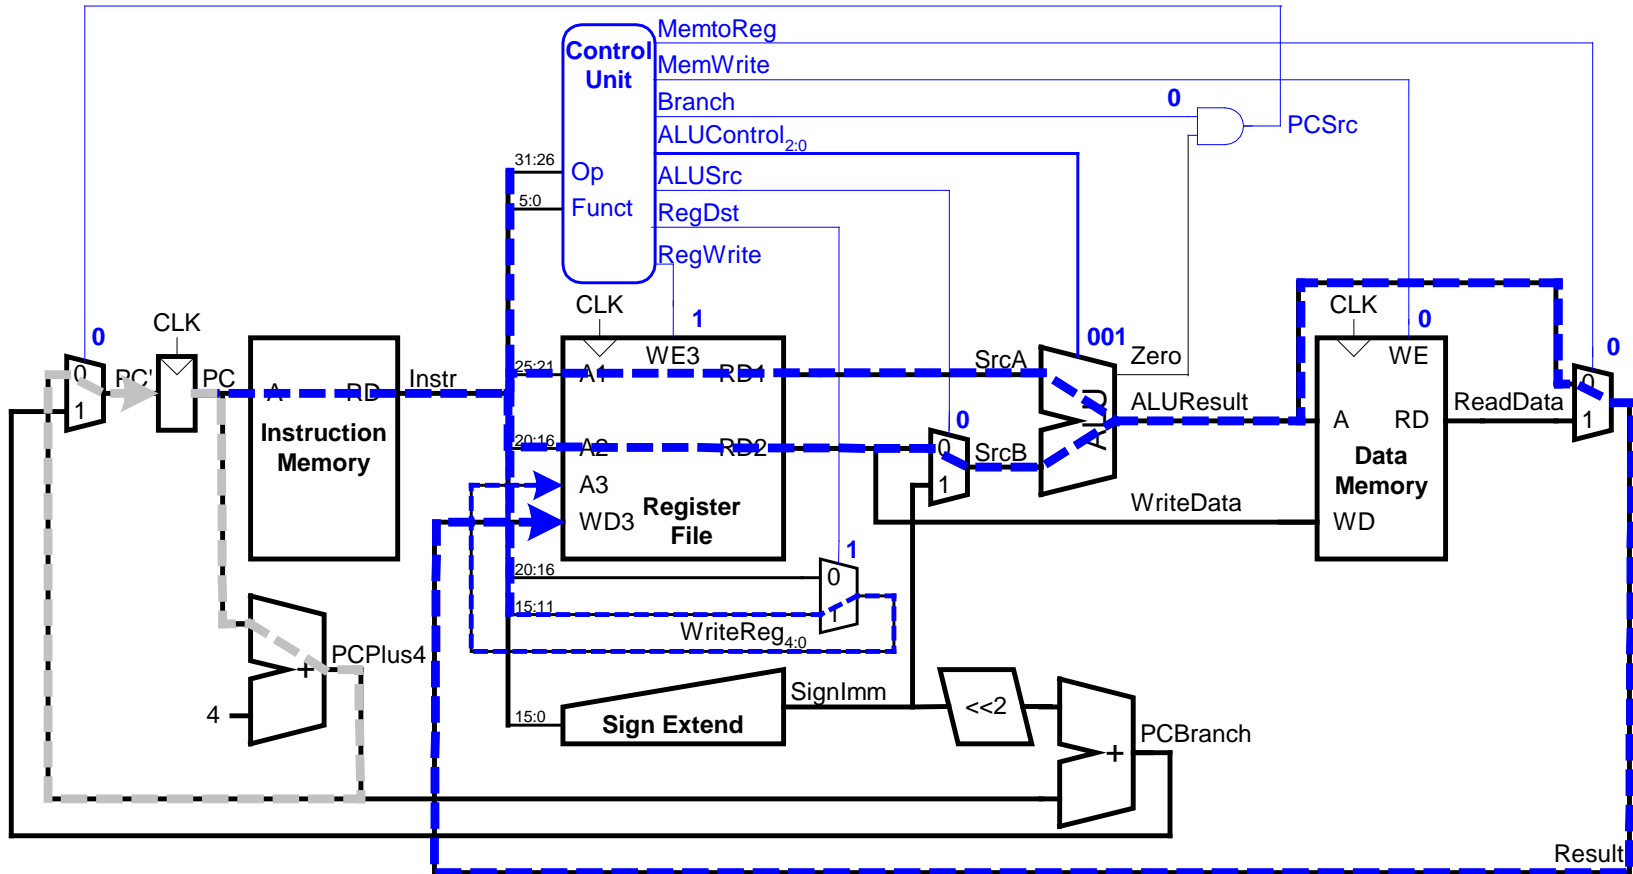 MemtoReg
Control
Unit
MemWrite
Branch
0
PCSrc
ALUControl2:0
31:26
Op
ALUSrc
5:0
Funct
RegDst
RegWrite
CLK
CLK
CLK
0
1
001
0
0
WE3
WE
0
PC'
PC
A
RD
Instr
25:21
A1
RD1
SrcA
Zero
0
1
Instruction
Memory
20:16
A2
RD2
0
0
1
SrcB
ALU
ALUResult
A
RD
ReadData
0
1
Data
Memory
A3
Register
File
WD3
WriteData
WD
20:16
0
1
1
15:11
WriteReg4:0
PCPlus4
+
4
SignImm
15:0
Sign Extend
<<2
+
PCBranch
Result